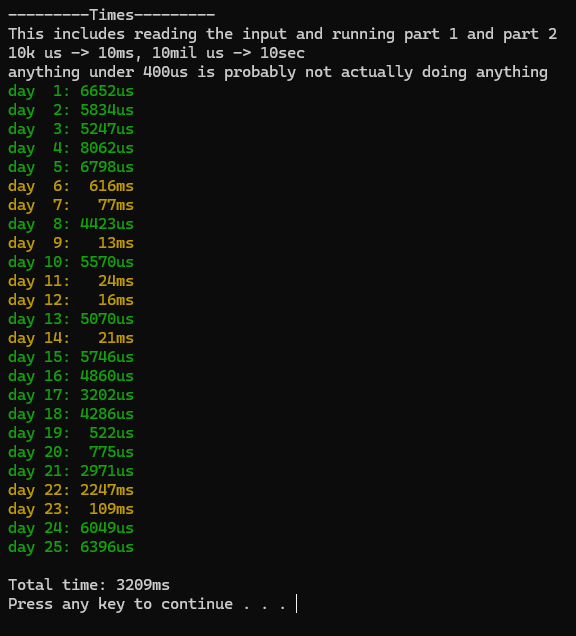 ---------Times---------
This includes reading the input and running part 1 and part 2
10k us -> 10ms, 10mil us -> 10sec
anything under 400us is probably not actually doing anything
day  1: 6652us
day  2: 5834us
day  3: 5247us
day  4: 8062us
day  5: 6798us
day  6:  616ms
day  7:   77ms
day  8: 4423us
day  9:   13ms
day 10: 5570us
day 11:   24ms
day 12:   16ms
day 13: 5070us
day 14:   21ms
day 15: 5746us
day 16: 4860us
day 17: 3202us
day 18: 4286us
day 19:  522us
day 20:  775us
day 21: 2971us
day 22: 2247ms
day 23:  109ms
day 24: 6049us
day 25: 6396us

Total time: 3209ms
Press any key to continue . . .